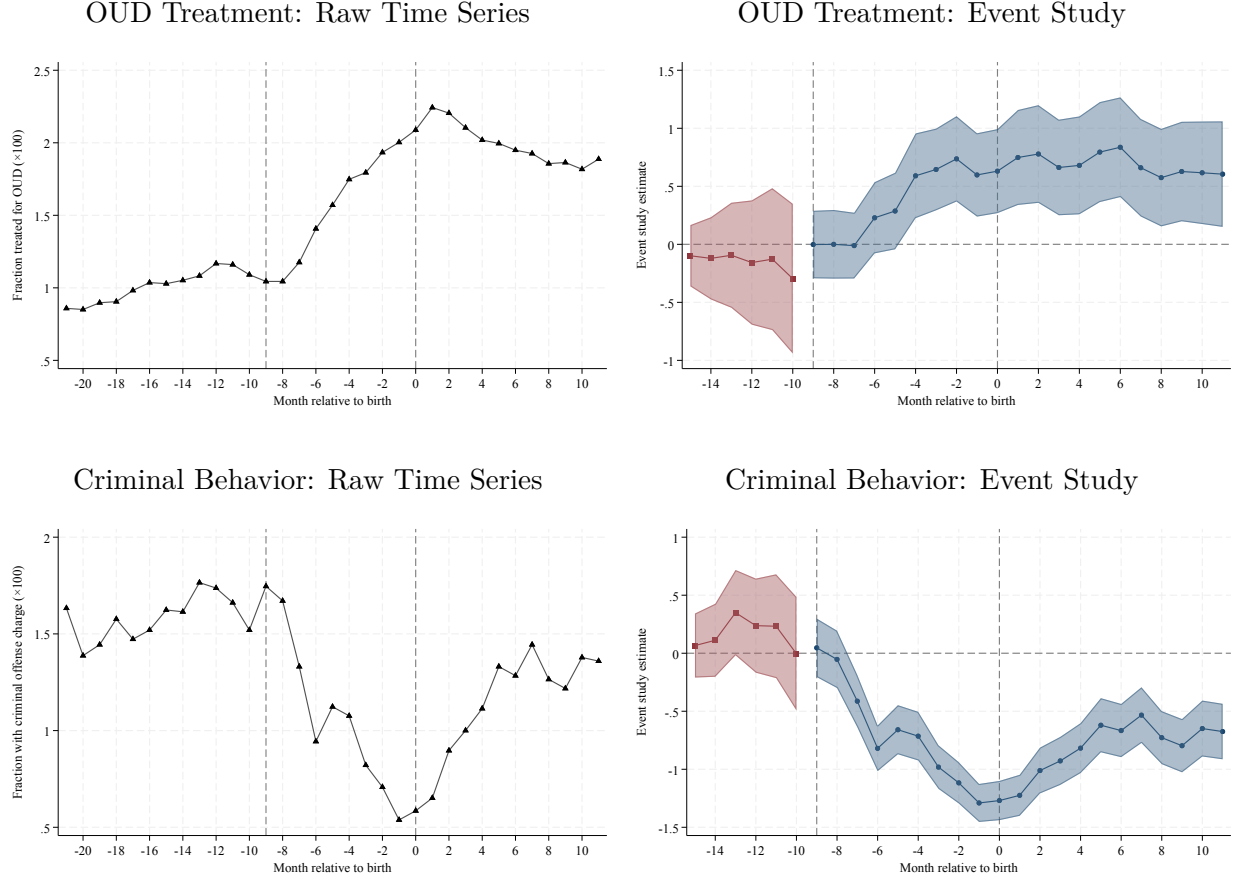 OUD Treatment: Raw Time Series
Fraction treated for OUD (×100)
2.5
2
1.5
1
.5
-20 -18 -16 -14 -12 -10 -8 -6 -4 -2 0 2 4 6 8 10
Month relative to birth
OUD Treatment: Event Study
Event study estimate
1.5
1
.5
0
-.5
-1
-14 -12 -10 -8 -6 -4 -2 0 2 4 6 8 10
Month relative to birth
Criminal Behavior: Raw Time Series
Fraction with criminal offense charge (×100)
2
1.5
1
.5
-20 -18 -16 -14 -12 -10 -8 -6 -4 -2 0 2 4 6 8 10
Month relative to birth
Criminal Behavior: Event Study
Event study estimate
1
.5
0
-.5
-1
-1.5
-14 -12 -10 -8 -6 -4 -2 0 2 4 6 8 10
Month relative to birth